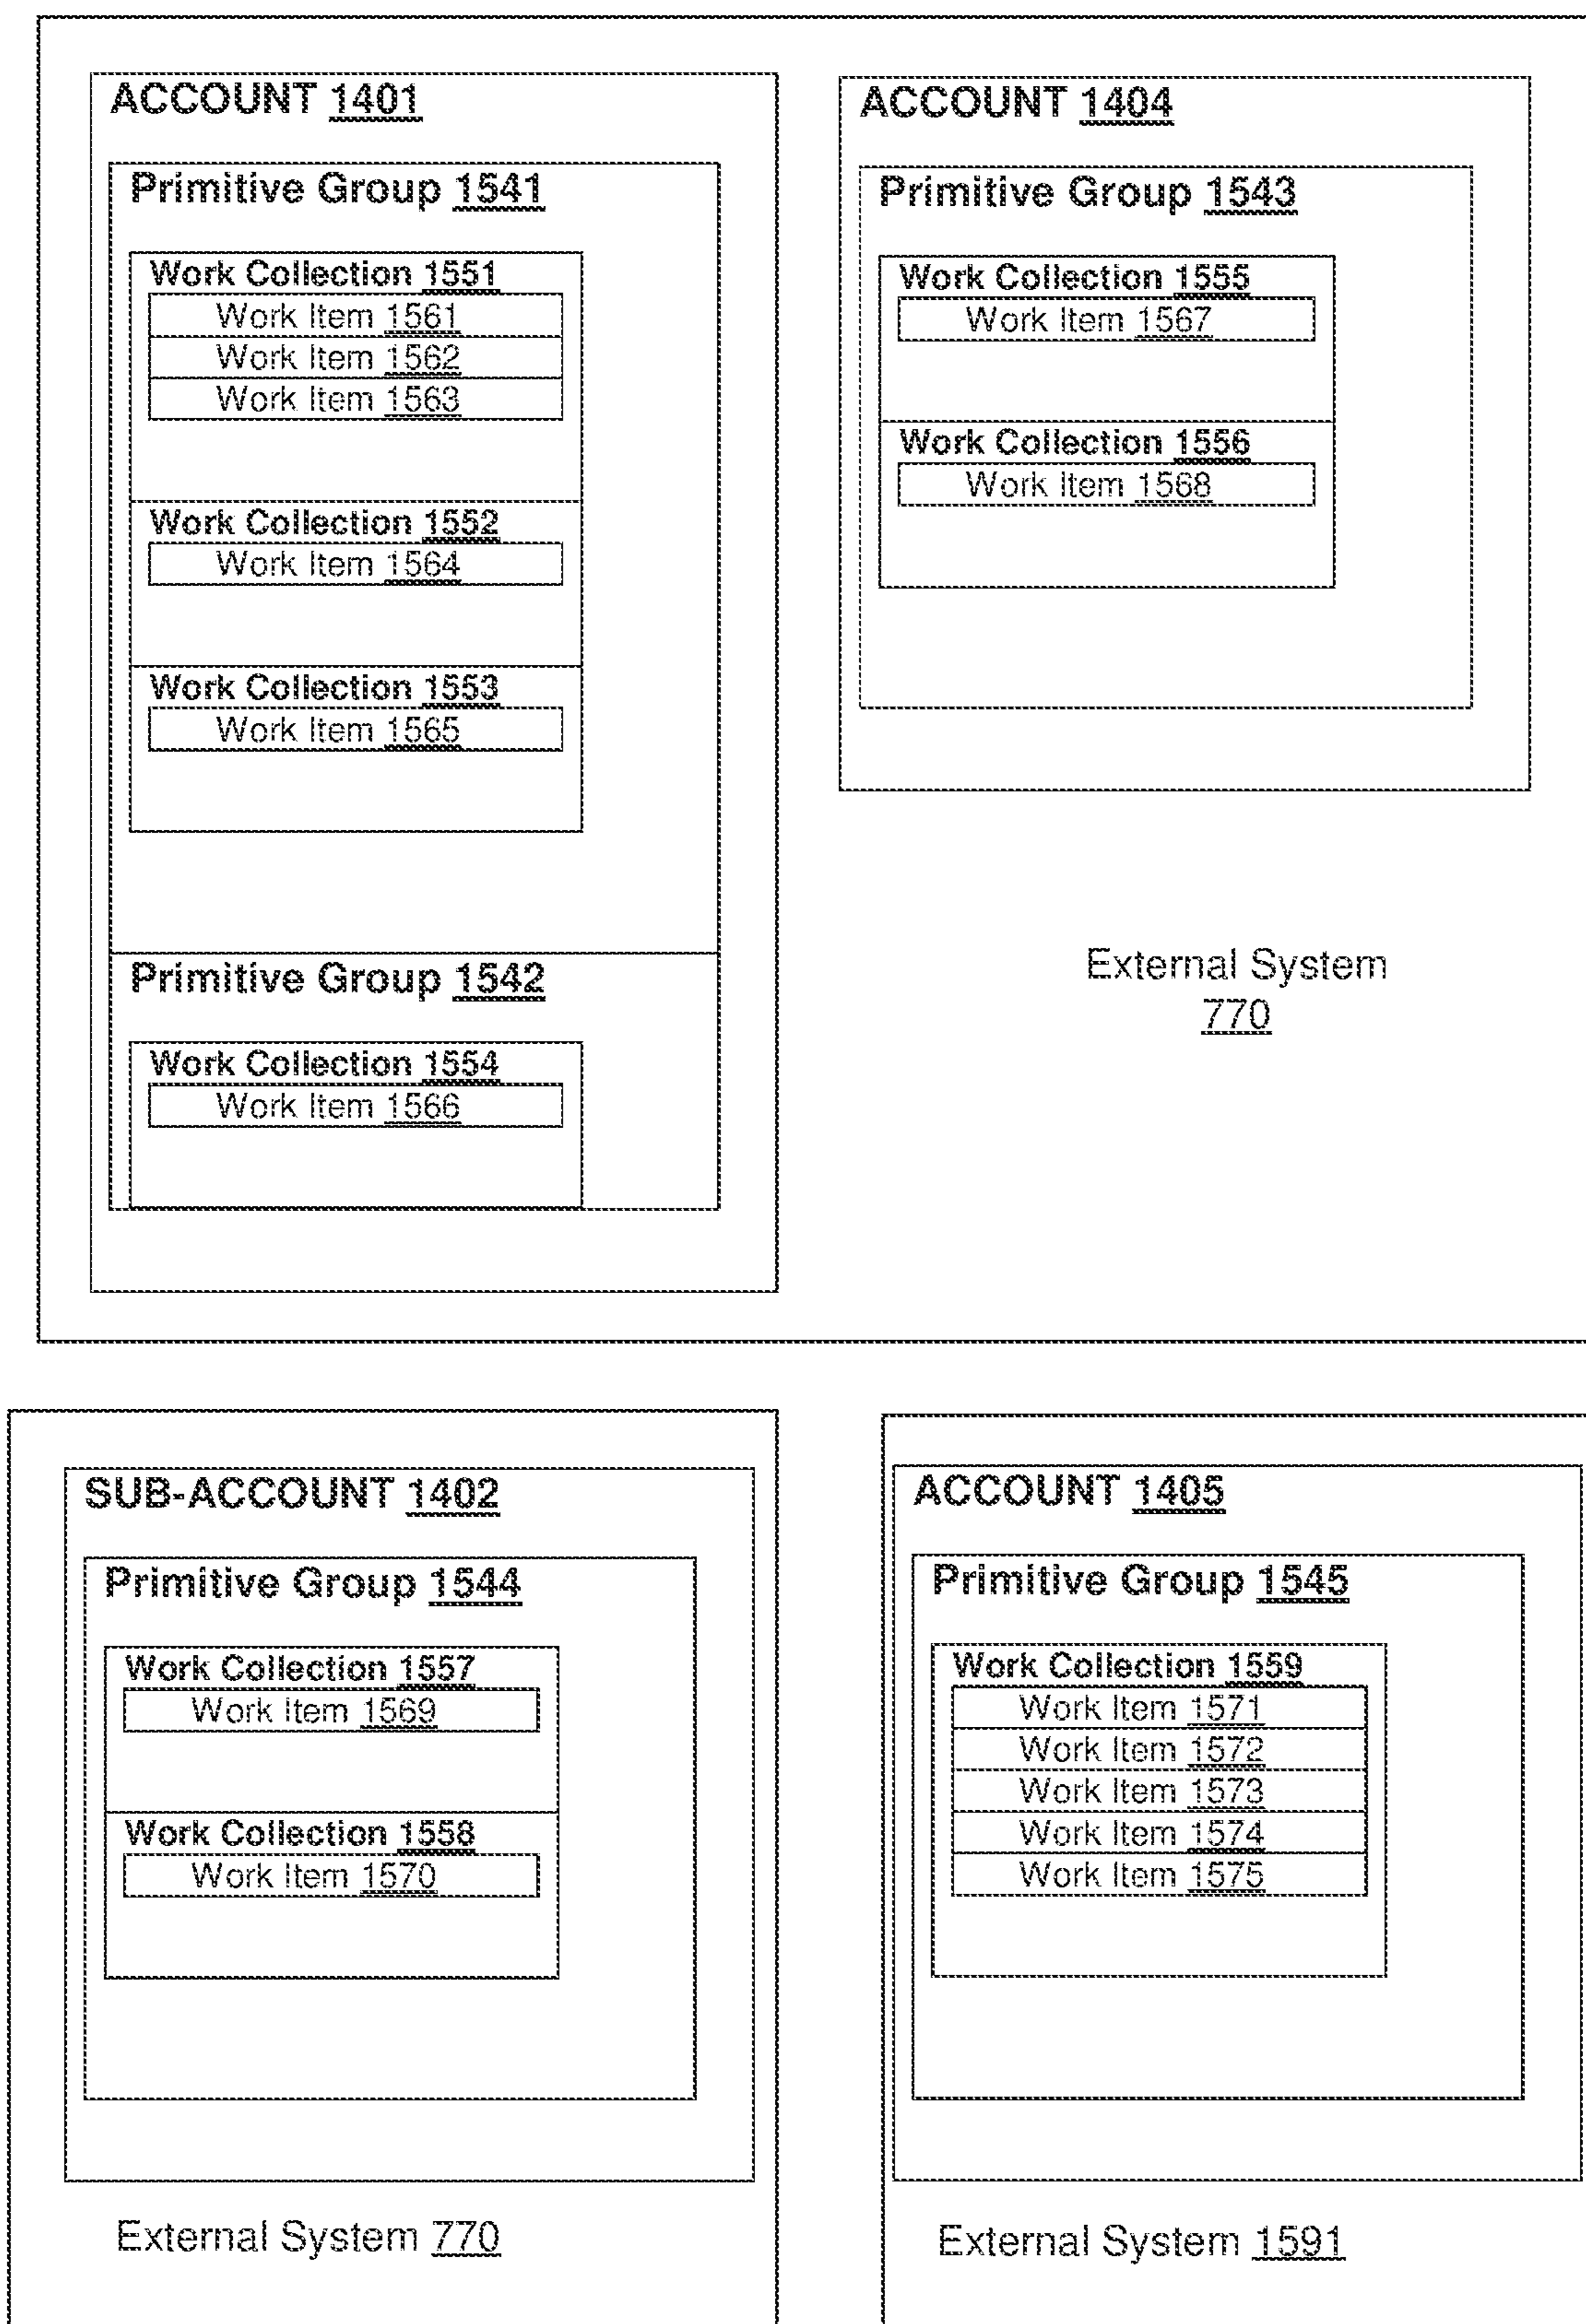 ACCOUNT 1401
Primitive Group 1541
Work Collection 1551
Work Item 1561
Work Item 1562
Work Item 1563
Work Collection 1552
Work Item 1564
Work Collection 1553
Work Item 1565
Primitive Group 1542
Work Collection 1554
Work Item 1566
ACCOUNT 1404
Primitive Group 1543
Work Collection 1555
Work Item 1567
Work Collection 1556
Work Item 1568
External System
770
SUB-ACCOUNT 1402
Primitive Group 1544
Work Collection 1557
Work Item 1569
Work Collection 1558
Work Item 1570
External System 770
ACCOUNT 1405
Primitive Group 1545
Work Collection 1559
Work Item 1571
Work Item 1572
Work Item 1573
Work Item 1574
Work Item 1575
External System 1591